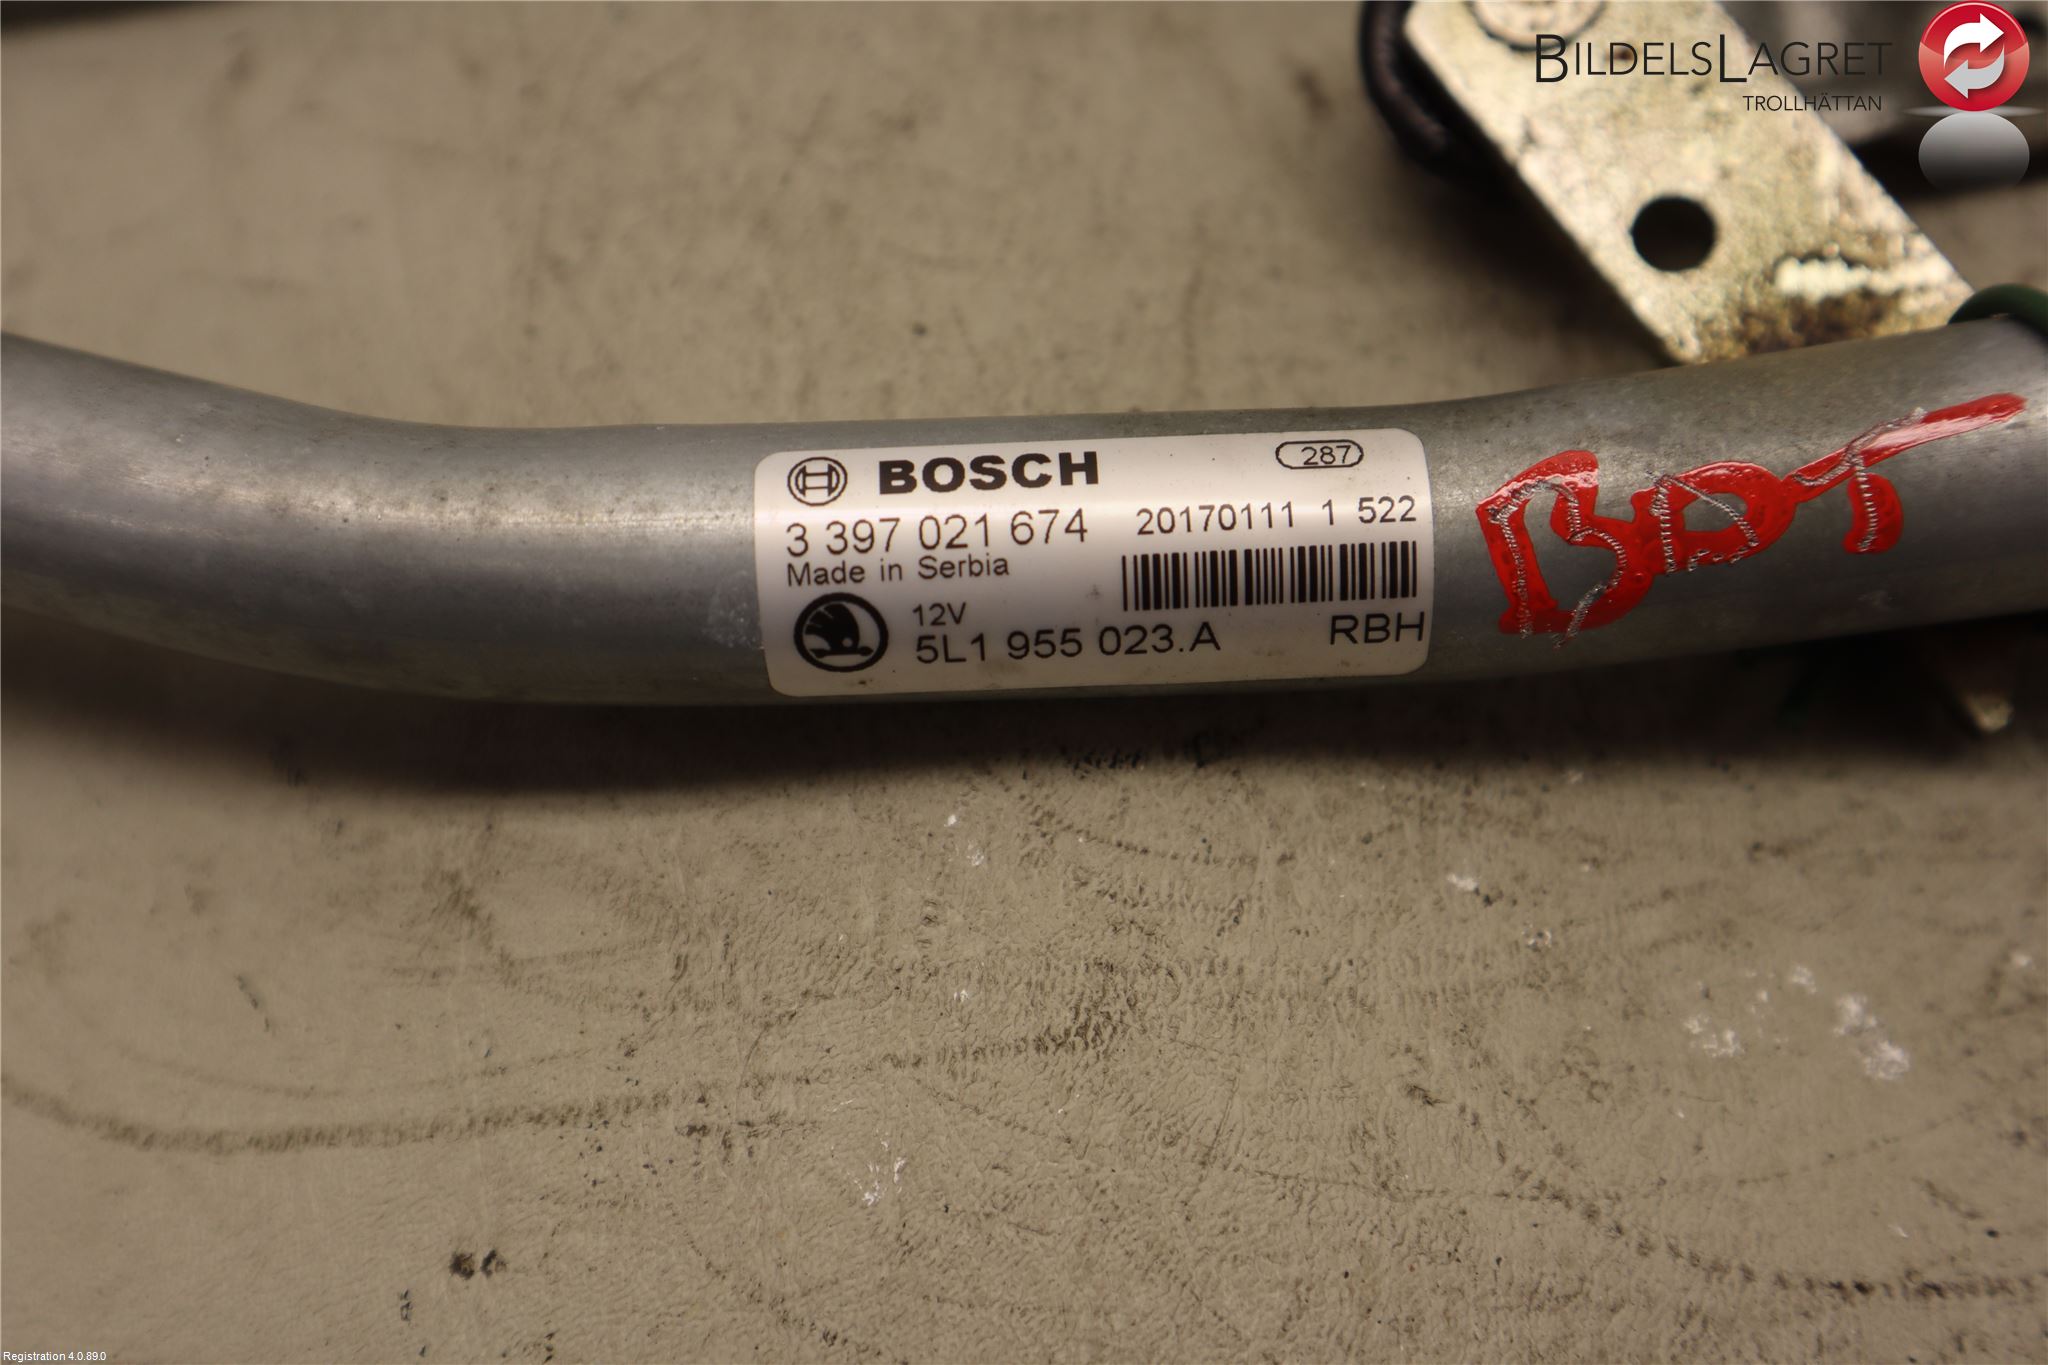 BILDELSLAGRET
TROLLHÄTTAN
BOSCH
287
3 397 021 674
20170111 1 522
Made in Serbia
12V
5L1 955 023.A
RBH
Registration 4.0.89.0